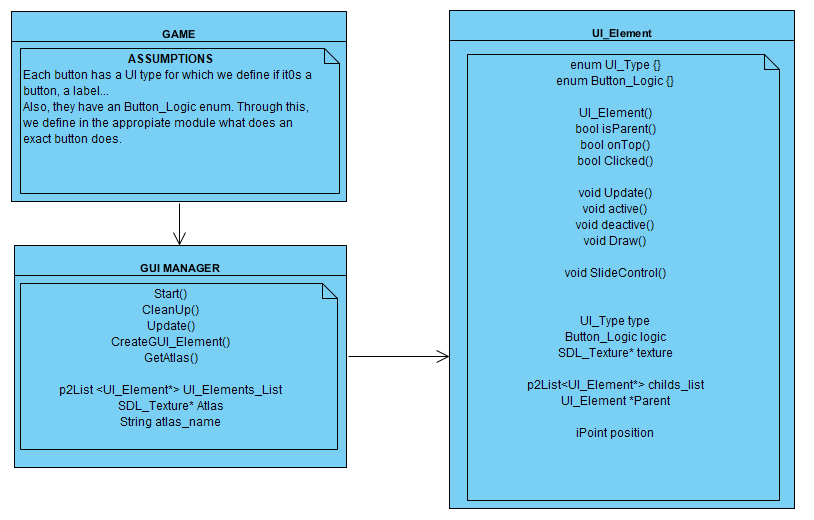 GAME
ASSUMPTIONS
Each button has a UI type for which we define if it0s a
button, a label...
Also, they have an Button_Logic enum. Through this,
we define in the appropiate module what does an
exact button does.
GUI MANAGER
Start()
CleanUp()
Update()
CreateGUI_Element()
GetAtlas()
p2List <UI_Element*> UI_Elements_List
SDL_Texture* Atlas
String atlas_name
UI_Element
enum UI_Type {}
enum Button_Logic {}
UI_Element()
bool isParent()
bool onTop()
bool Clicked()
void Update()
void active()
void deactive()
void Draw()
void SlideControl()
UI_Type type
Button_Logic logic
SDL_Texture* texture
p2List<UI_Element*> childs_list
UI_Element *Parent
iPoint position